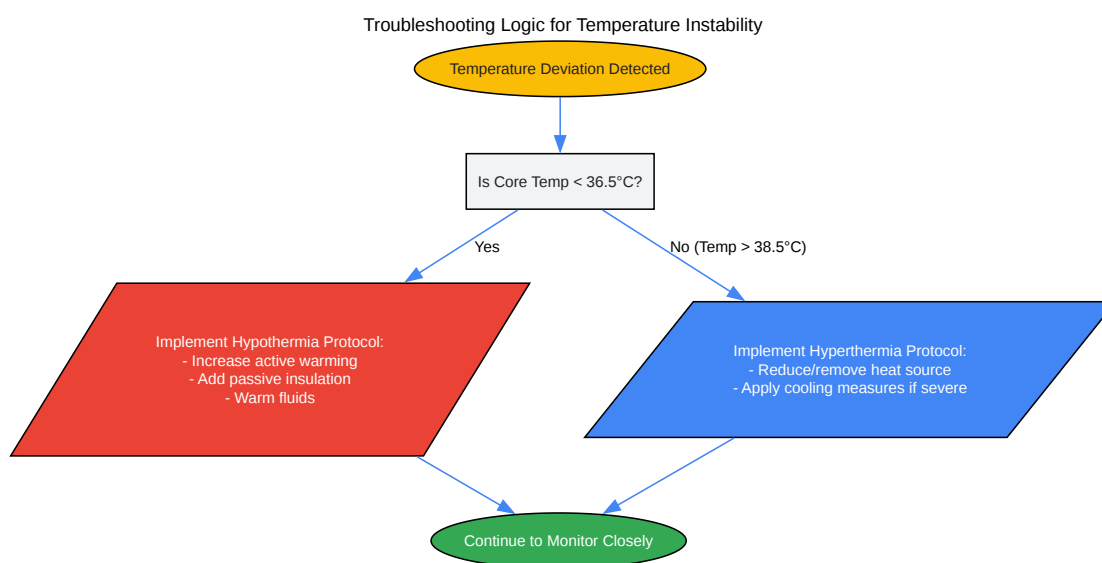 Troubleshooting Logic for Temperature Instability
Temperature Deviation Detected
Is Core Temp < 36.5°C?
Yes
No (Temp > 38.5°C)
Implement Hypothermia Protocol:
- Increase active warming
- Add passive insulation
- Warm fluids
Implement Hyperthermia Protocol:
- Reduce/remove heat source
- Apply cooling measures if severe
Continue to Monitor Closely